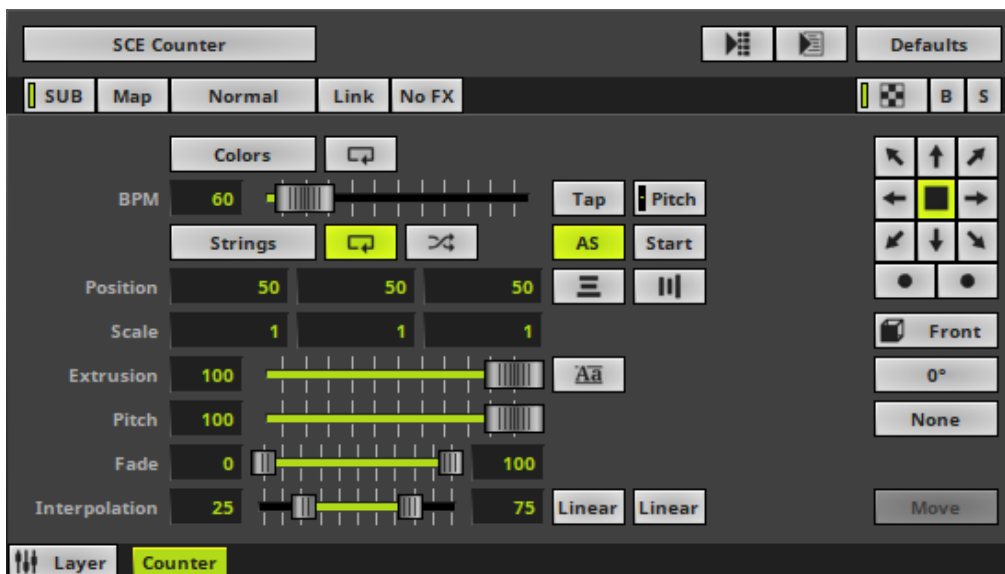 SCE Counter Defaults
SUB Map Normal Link No FX B S
Colors
BPM 60 Tap Pitch
Strings AS Start
Position 50 50 50
Scale 1 1 1 Front
Extrusion 100 Aa 0°
Pitch 100 None
Fade 0 100
Interpolation 25 75 Linear Linear Move
Layer Counter